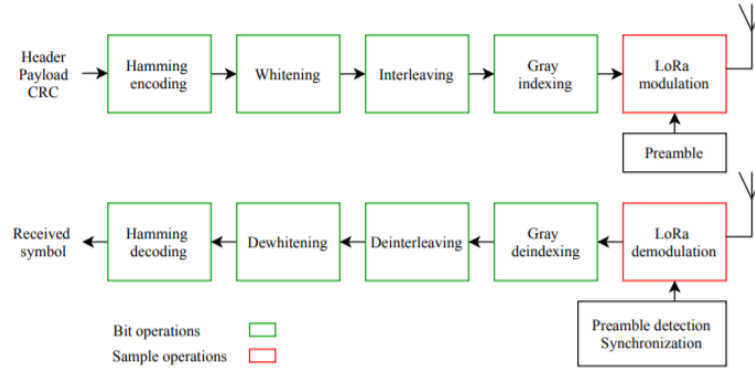 Header
Payload
CRC
Hamming
encoding
Whitening
Interleaving
Gray
indexing
LoRa
modulation
Preamble
Received
symbol
Hamming
decoding
Dewhitening
Deinterleaving
Gray
deindexing
LoRa
demodulation
Preamble detection
Synchronization
Bit operations
Sample operations